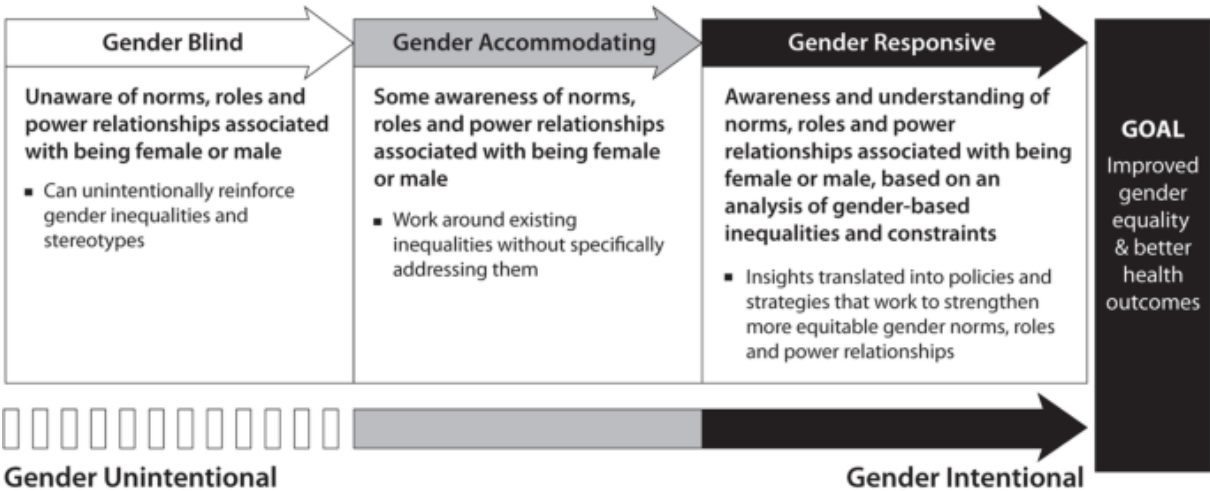 Gender Blind
Unaware of norms, roles and
power relationships associated
with being female or male
▪ Can unintentionally reinforce
gender inequalities and
stereotypes
Gender Accommodating
Some awareness of norms,
roles and power relationships
associated with being female
or male
▪ Work around existing
inequalities without specifically
addressing them
Gender Responsive
Awareness and understanding of
norms, roles and power
relationships associated with being
female or male, based on an
analysis of gender-based
inequalities and constraints
▪ Insights translated into policies and
strategies that work to strengthen
more equitable gender norms, roles
and power relationships
GOAL
Improved
gender
equality
& better
health
outcomes
Gender Unintentional
Gender Intentional